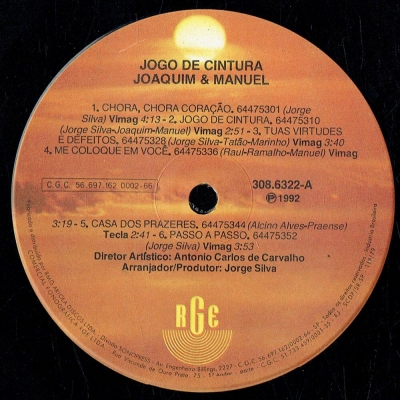 JOGO DE CINTURA
JOAQUIM & MANUEL
1. CHORA, CHORA CORAÇÃO, 64475301 (Jorge
Silva) Vimag 4:13 - 2. JOGO DE CINTURA, 64475310
(Jorge Silva-Joaquim-Manuel) Vimag 2:51 - 3. TUAS VIRTUDES
E DEFEITOS, 64475328 (Jorge Silva-Tatão-Marinho) Vimag 3:40
4. ME COLOQUE EM VOCÊ, 64475336 (Raul-Ramalho-Manuel) Vimag
C.G.C. 56.697.162 0002-66
308.6322-A
Ⓟ 1992
3:19 - 5. CASA DOS PRAZERES, 64475344 (Alcinn Alves-Praense)
Tecla 2:41 - 6. PASSO A PASSO, 64475352
(Jorge Silva) Vimag 3:53
Diretor Artístico: Antonio Carlos de Carvalho
Arranjador/Produtor: Jorge Silva
RGE